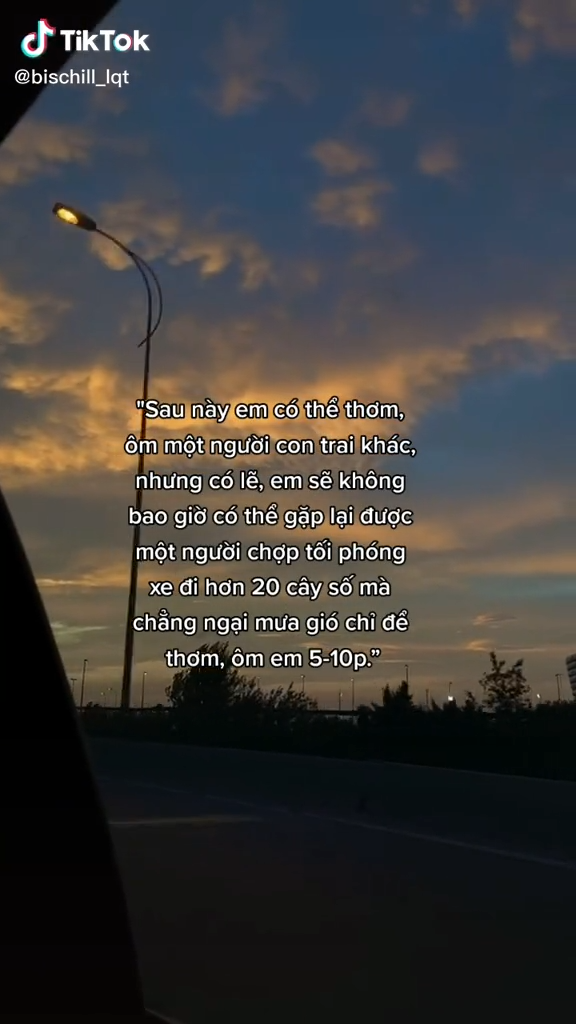 TikTok
@bischill_lqt
"Sau này em có thể thơm,
ôm một người con trai khác,
nhưng có lẽ, em sẽ không
bao giờ có thể gặp lại được
một người chợp tối phóng
xe đi hơn 20 cây số mà
chẳng ngại mưa gió chỉ để
thơm, ôm em 5-10p.”